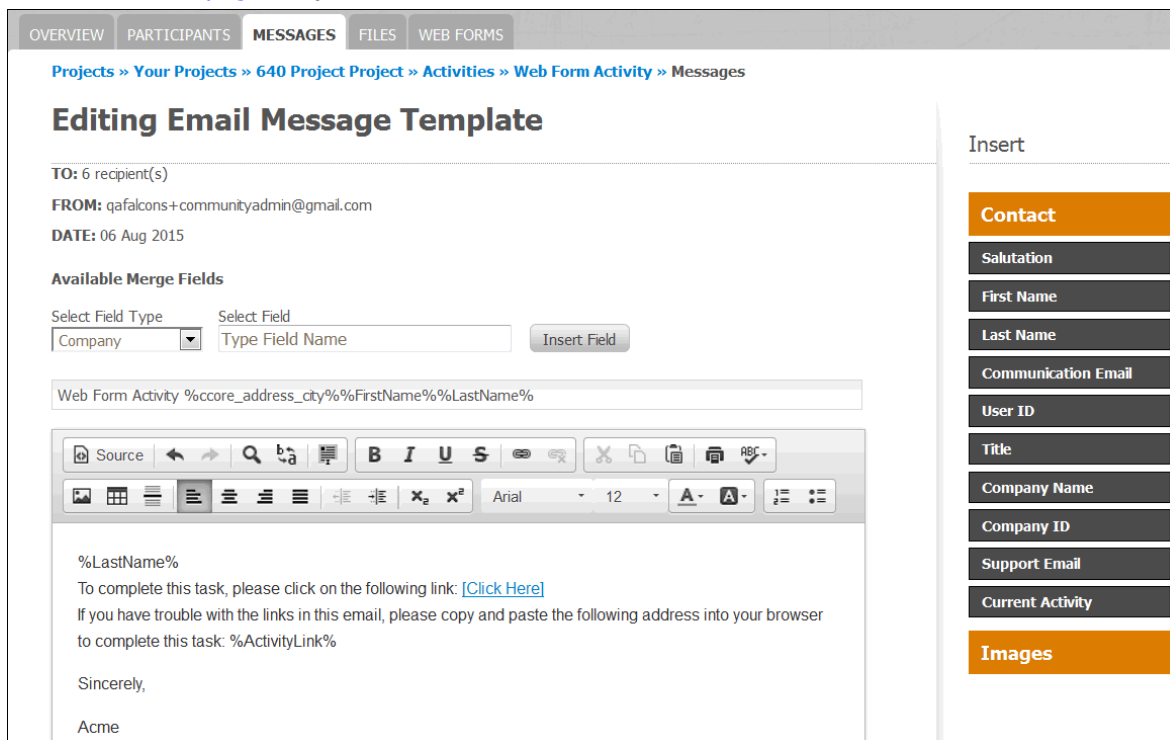 OVERVIEW PARTICIPANTS MESSAGES FILES WEB FORMS
Projects » Your Projects » 640 Project Project » Activities » Web Form Activity » Messages
Editing Email Message Template
TO: 6 recipient(s)
FROM: qafalcons+communityadmin@gmail.com
DATE: 06 Aug 2015
Available Merge Fields
Select Field Type Select Field
Company Type Field Name Insert Field
Web Form Activity %ccore_address_city%%FirstName%%LastName%
Source B I U S ABC
X₂ X² Arial 12 A A
%LastName%
To complete this task, please click on the following link: [Click Here]
If you have trouble with the links in this email, please copy and paste the following address into your browser
to complete this task: %ActivityLink%
Sincerely,
Acme
Insert
Contact
Salutation
First Name
Last Name
Communication Email
User ID
Title
Company Name
Company ID
Support Email
Current Activity
Images